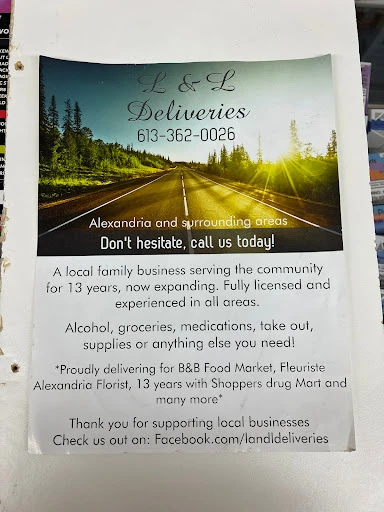 L & L
Deliveries
613-362-0026
Alexandria and surrounding areas
Don't hesitate, call us today!
A local family business serving the community
for 13 years, now expanding. Fully licensed and
experienced in all areas.
Alcohol, groceries, medications, take out,
supplies or anything else you need!
*Proudly delivering for B&B Food Market, Fleuriste
Alexandria Florist, 13 years with Shoppers drug Mart and
many more*
Thank you for supporting local businesses
Check us out on: Facebook.com/landldeliveries